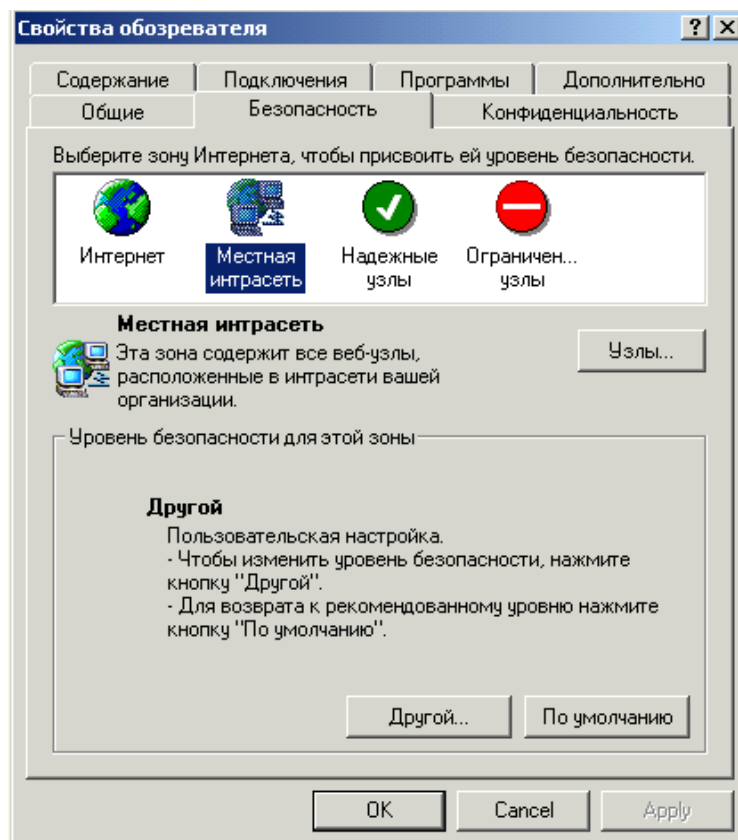 Свойства обозревателя
Содержание Подключения Программы Дополнительно
Общие Безопасность Конфиденциальность
Выберите зону Интернета, чтобы присвоить ей уровень безопасности.
Интернет Местная Надежные Ограничен...
интрасеть узлы узлы
Местная интрасеть
Эта зона содержит все веб-узлы, Узлы...
расположенные в интрасети вашей
организации.
Уровень безопасности для этой зоны
Другой
Пользовательская настройка.
- Чтобы изменить уровень безопасности, нажмите
кнопку "Другой".
- Для возврата к рекомендованному уровню нажмите
кнопку "По умолчанию".
Другой... По умолчанию
OK Cancel Apply